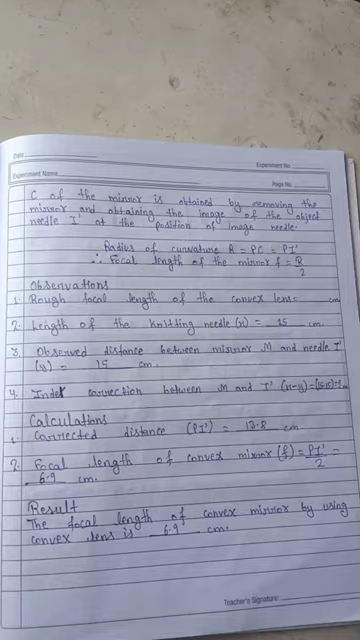 Date
Experiment No.
Experiment Name
Page No.
C of the mirror is obtained by removing the
mirror and obtaining the image of the object
needle I' at the position of image needle.
Radius of curvature R = PC = PI'
∴ Focal length of the mirror f = R/2
Observations
1. Rough focal length of the convex lens = cm
2. Length of the knitting needle (x) = 15 cm.
3. Observed distance between mirror M and needle I'
(y) = 15 cm.
4. Index correction between M and I' (x-y) =
Calculations
1. Corrected distance (PI') = 13.8 cm
2. Focal length of convex mirror (f) = PI'/2 =
6.9 cm.
Result
The focal length of convex mirror by using
convex lens is 6.9 cm.
Teacher's Signature: